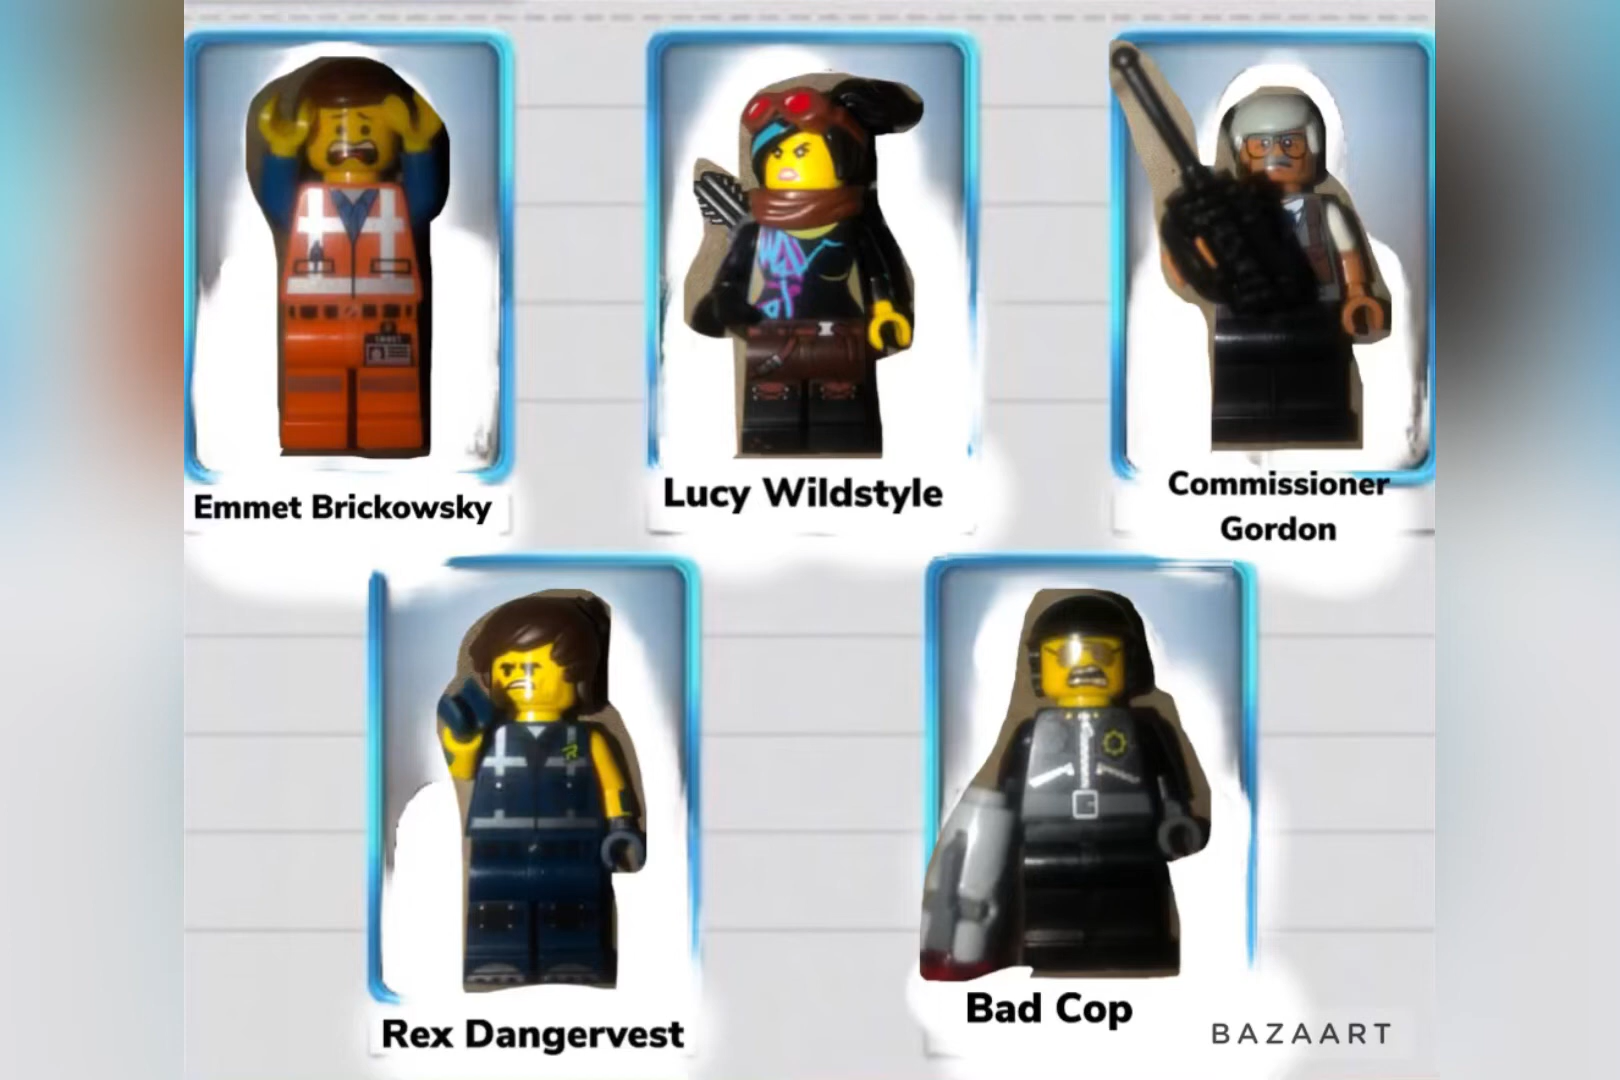 Emmet Brickowsky
Lucy Wildstyle
Commissioner
Gordon
Rex Dangervest
Bad Cop
BAZAART